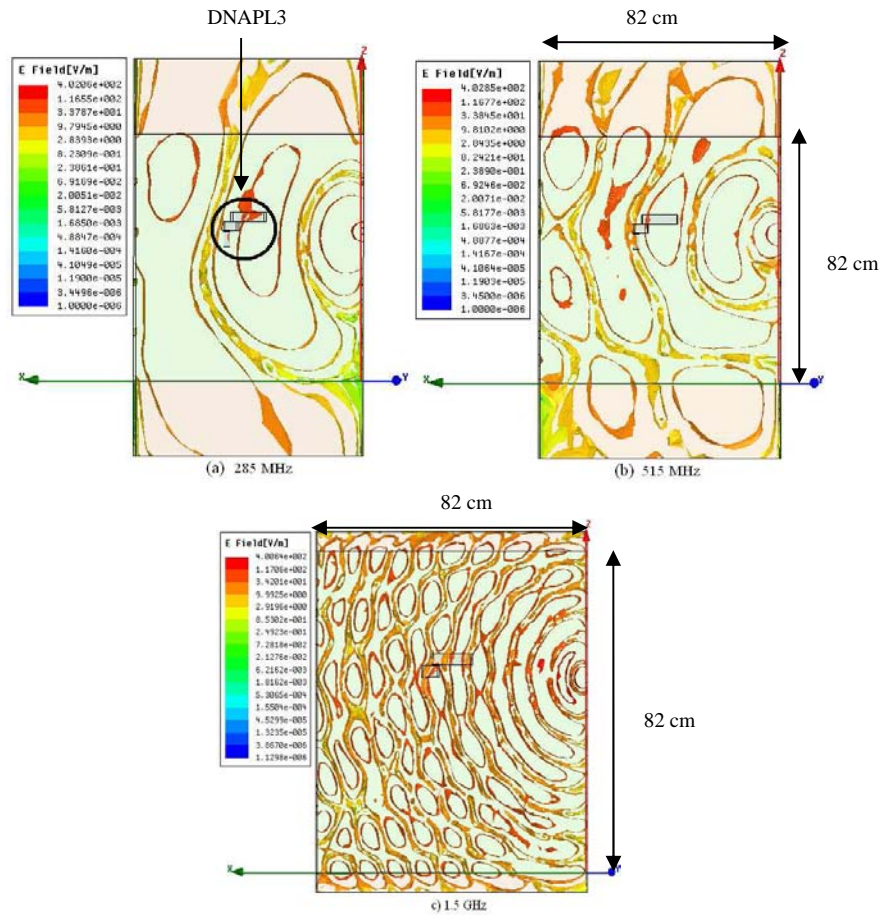 DNAPL3
82 cm
E Field[V/m]
4.0206e+002
1.1655e+002
3.3787e+001
9.7945e+000
2.8393e+000
8.2309e-001
2.3861e-001
6.9169e-002
2.0051e-002
5.8127e-003
1.6850e-003
4.8847e-004
1.4160e-004
4.1049e-005
1.1900e-005
3.4496e-006
1.0000e-006
Z
X
Y
(a) 285 MHz
E Field[V/m]
4.0285e+002
1.1677e+002
3.3845e+001
9.8102e+000
2.8435e+000
8.2421e-001
2.3890e-001
6.9246e-002
2.0071e-002
5.8177e-003
1.6863e-003
4.8877e-004
1.4167e-004
4.1064e-005
1.1903e-005
3.4500e-006
1.0000e-006
Z
82 cm
X
Y
(b) 515 MHz
82 cm
E Field[V/m]
4.0064e+002
1.1706e+002
3.4201e+001
9.9925e+000
2.9196e+000
8.5302e-001
2.4923e-001
7.2818e-002
2.1276e-002
6.2162e-003
1.8162e-003
5.3065e-004
1.5504e-004
4.5299e-005
1.3235e-005
3.8670e-006
1.1298e-006
Z
82 cm
X
Y
c) 1.5 GHz